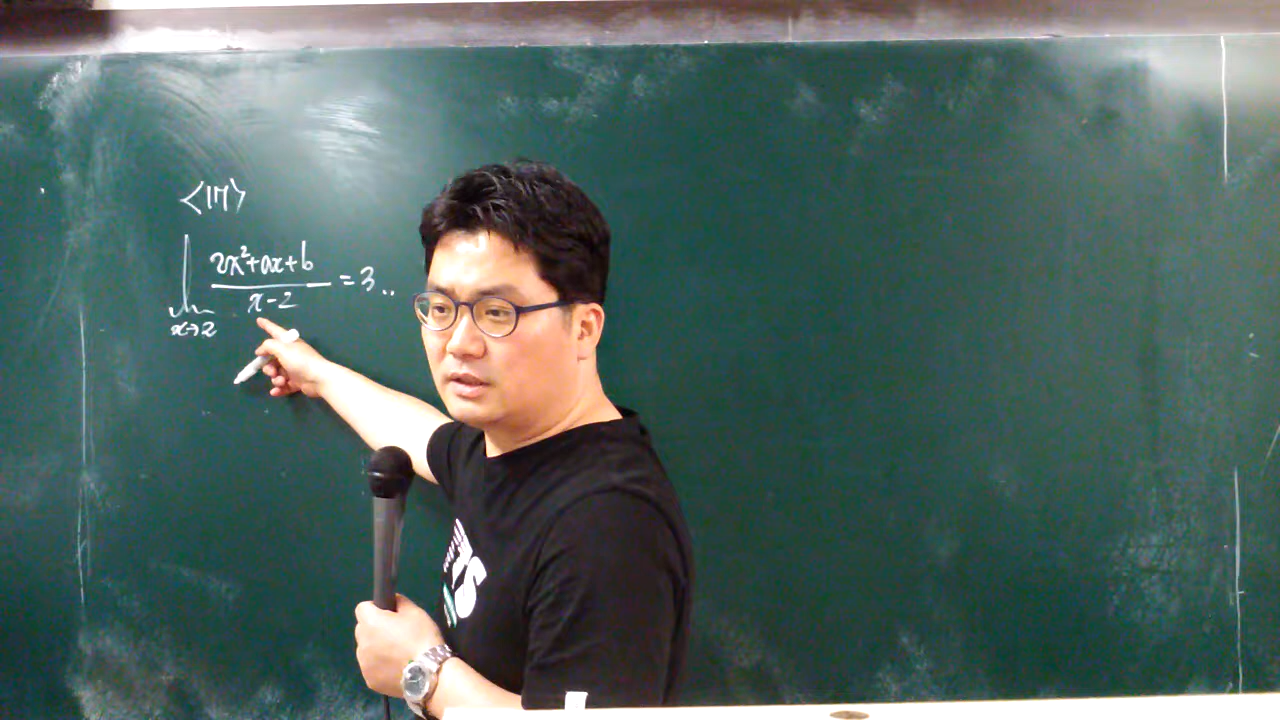 <17>
lim 2x²+ax+b / x-2 = 3..
x→2